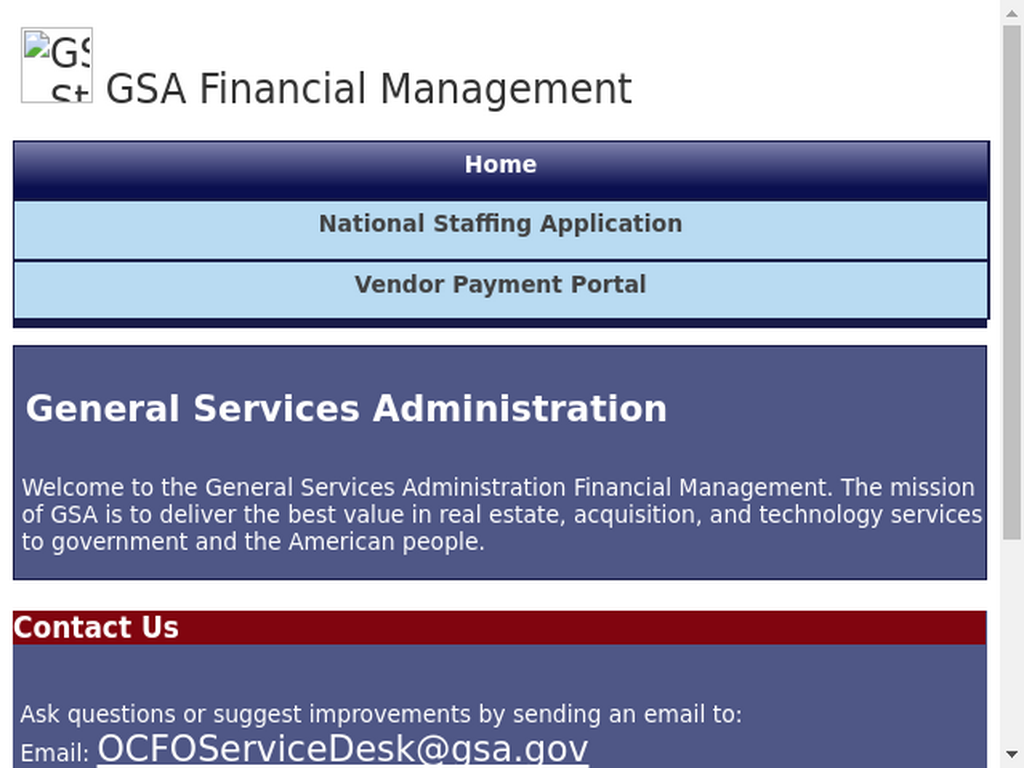 GS
St
GSA Financial Management
Home
National Staffing Application
Vendor Payment Portal
General Services Administration
Welcome to the General Services Administration Financial Management. The mission
of GSA is to deliver the best value in real estate, acquisition, and technology services
to government and the American people.
Contact Us
Ask questions or suggest improvements by sending an email to:
Email: OCFOServiceDesk@gsa.gov